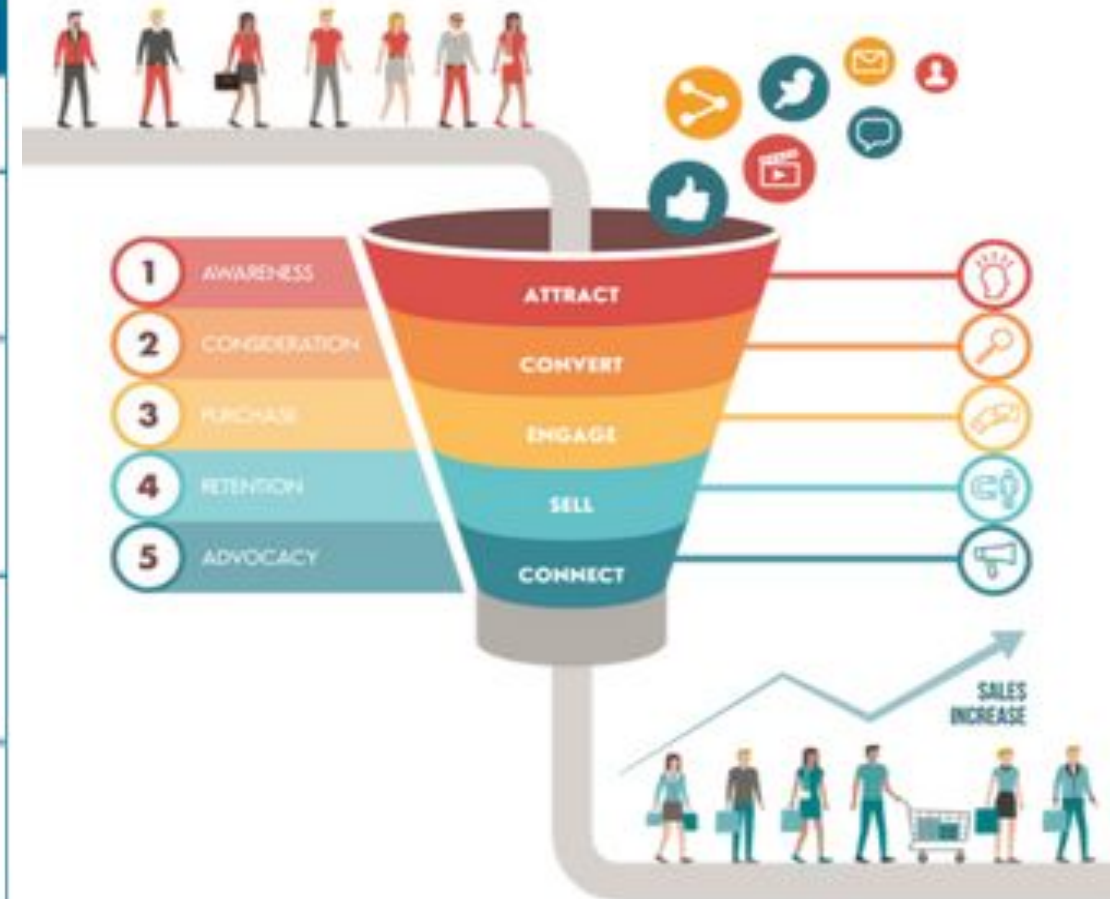 1 AWARENESS
2 CONSIDERATION
3 PURCHASE
4 RETENTION
5 ADVOCACY
ATTRACT
CONVERT
ENGAGE
SELL
CONNECT
SALES
INCREASE